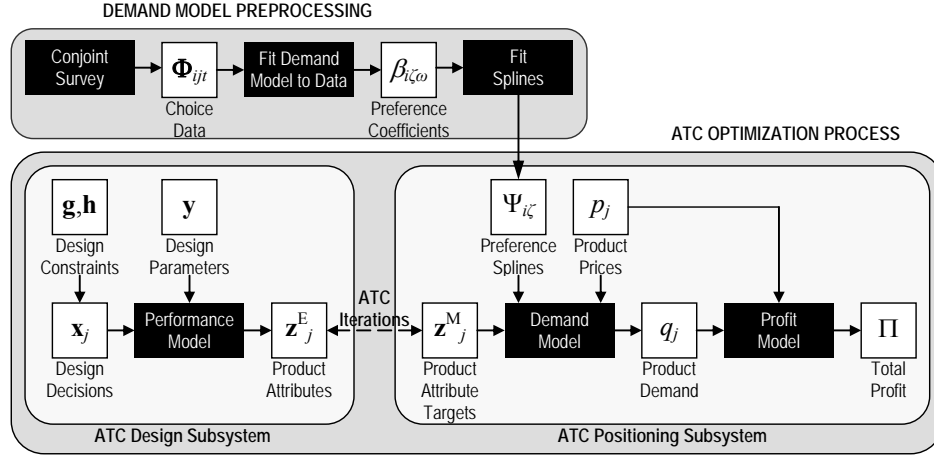 DEMAND MODEL PREPROCESSING
Conjoint
Survey
Φijt
Choice
Data
Fit Demand
Model to Data
βiζω
Preference
Coefficients
Fit
Splines
ATC OPTIMIZATION PROCESS
g,h
Design
Constraints
y
Design
Parameters
xj
Design
Decisions
Performance
Model
zEj
Product
Attributes
ATC Design Subsystem
ATC
Iterations
Ψiζ
Preference
Splines
pj
Product
Prices
zMj
Product
Attribute
Targets
Demand
Model
qj
Product
Demand
Profit
Model
Π
Total
Profit
ATC Positioning Subsystem